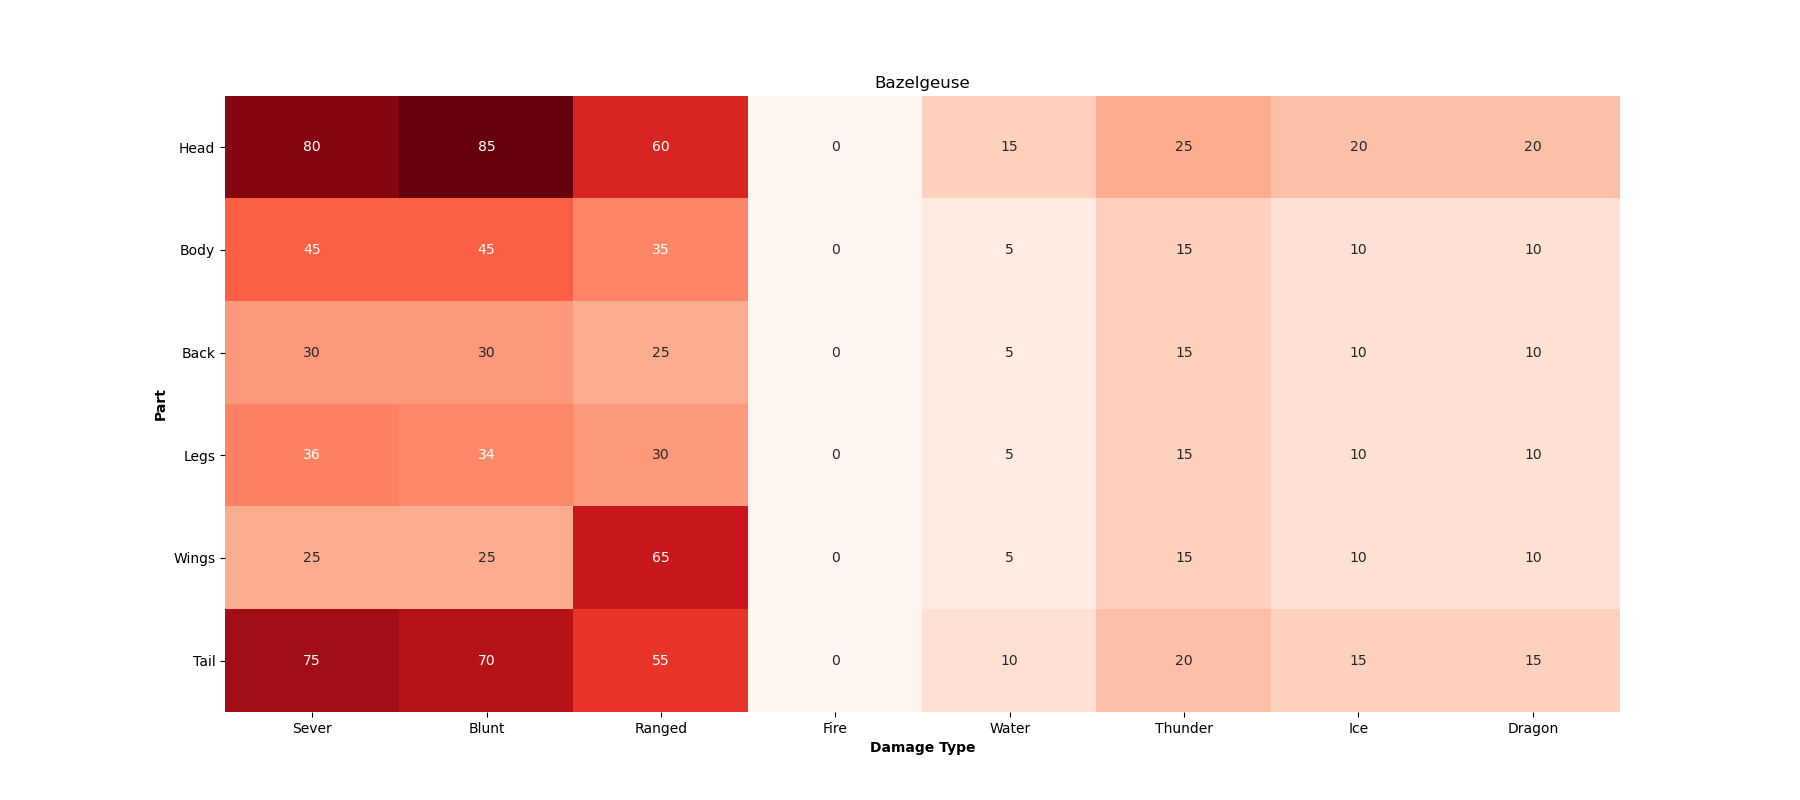 Bazelgeuse
Part
Head 80 85 60 0 15 25 20 20
Body 45 45 35 0 5 15 10 10
Back 30 30 25 0 5 15 10 10
Legs 36 34 30 0 5 15 10 10
Wings 25 25 65 0 5 15 10 10
Tail 75 70 55 0 10 20 15 15
Sever Blunt Ranged Fire Water Thunder Ice Dragon
Damage Type